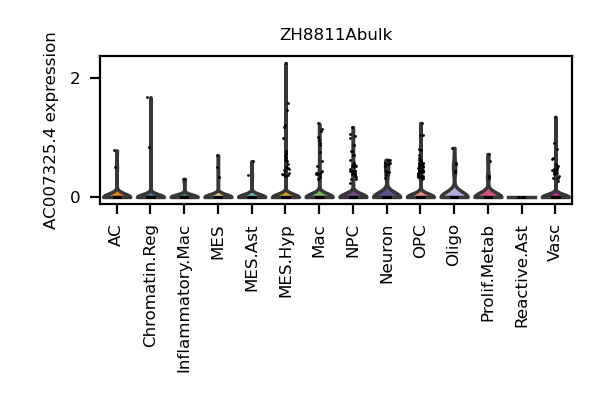 ZH8811Abulk
AC007325.4 expression
2
0
AC
Chromatin.Reg
Inflammatory.Mac
MES
MES.Ast
MES.Hyp
Mac
NPC
Neuron
OPC
Oligo
Prolif.Metab
Reactive.Ast
Vasc